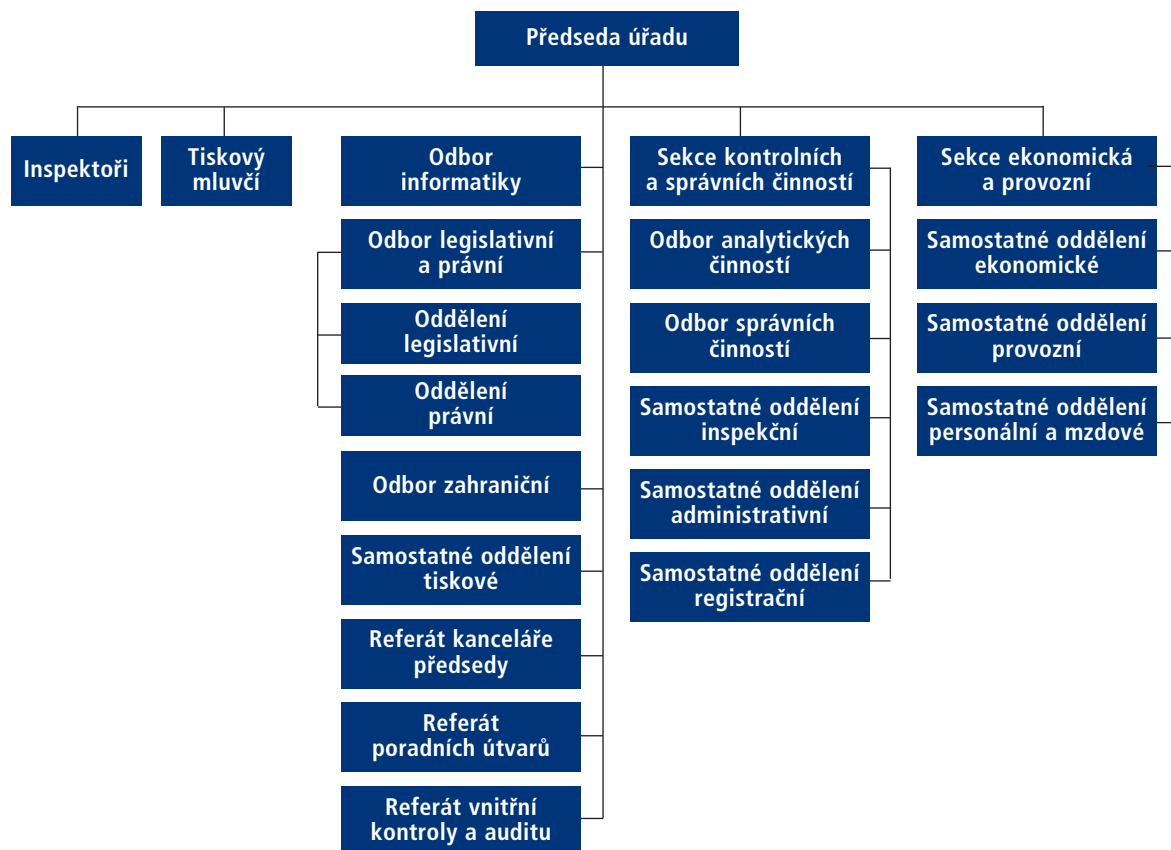 Předseda úřadu
Inspektoři
Tiskový
mluvčí
Odbor
informatiky
Odbor legislativní
a právní
Oddělení
legislativní
Oddělení
právní
Odbor zahraniční
Samostatné oddělení
tiskové
Referát kanceláře
předsedy
Referát
poradních útvarů
Referát vnitřní
kontroly a auditu
Sekce kontrolních
a správních činností
Odbor analytických
činností
Odbor správních
činností
Samostatné oddělení
inspekční
Samostatné oddělení
administrativní
Samostatné oddělení
registrační
Sekce ekonomická
a provozní
Samostatné oddělení
ekonomické
Samostatné oddělení
provozní
Samostatné oddělení
personální a mzdové